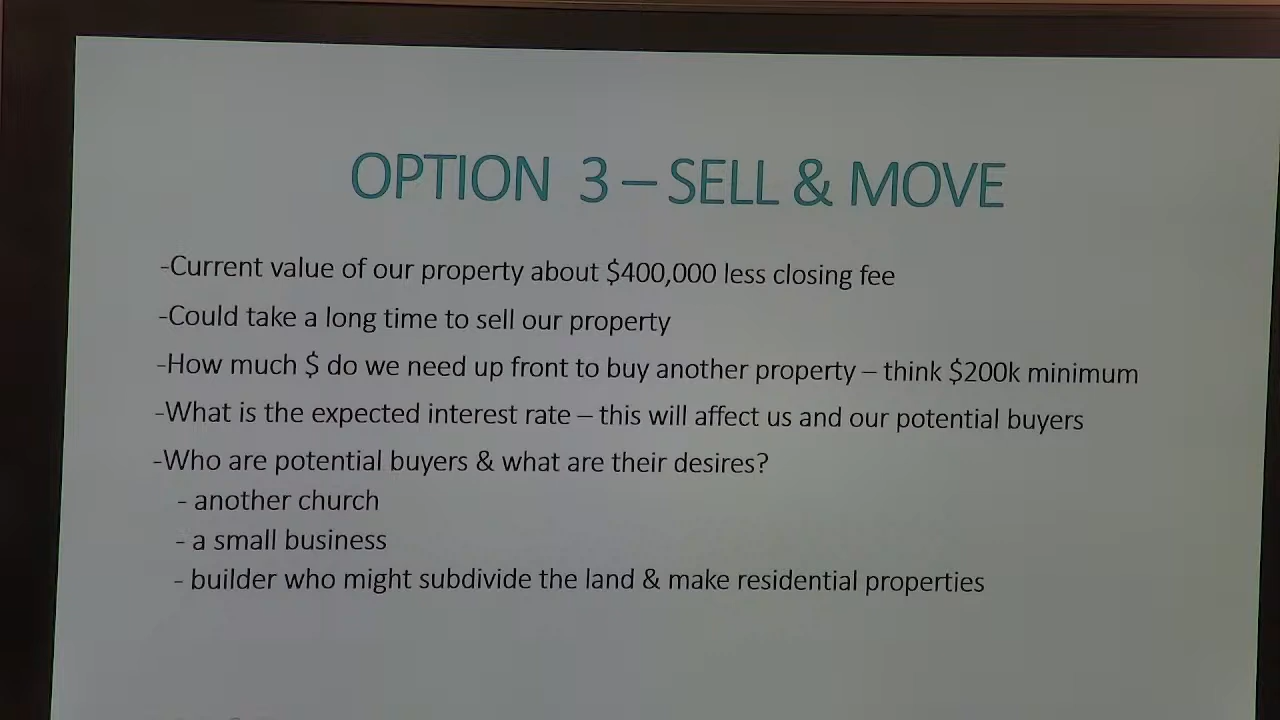 OPTION 3 – SELL & MOVE
-Current value of our property about $400,000 less closing fee
-Could take a long time to sell our property
-How much $ do we need up front to buy another property – think $200k minimum
-What is the expected interest rate – this will affect us and our potential buyers
-Who are potential buyers & what are their desires?
- another church
- a small business
- builder who might subdivide the land & make residential properties